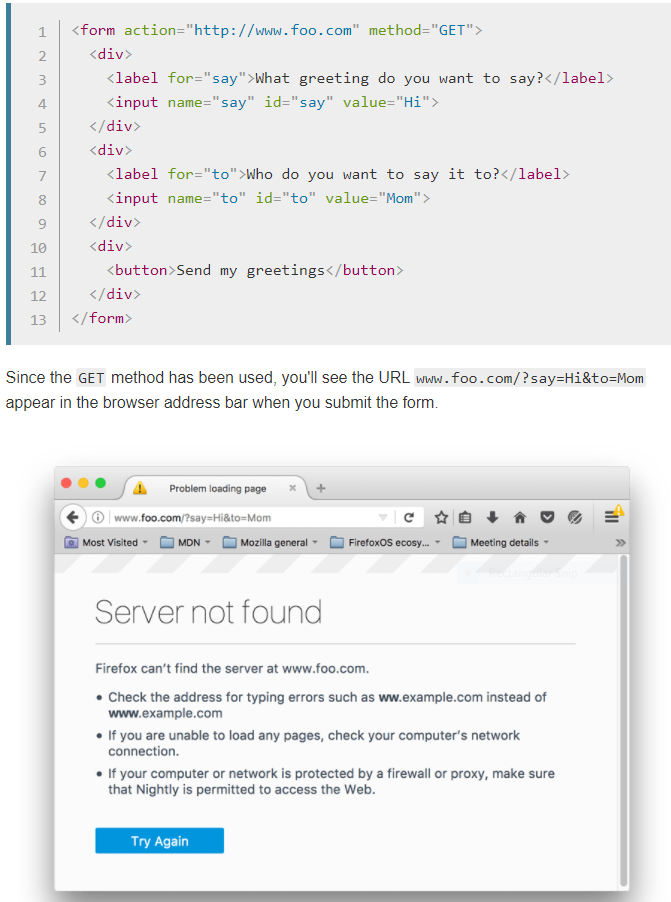 1 <form action="http://www.foo.com" method="GET">
2 <div>
3 <label for="say">What greeting do you want to say?</label>
4 <input name="say" id="say" value="Hi">
5 </div>
6 <div>
7 <label for="to">Who do you want to say it to?</label>
8 <input name="to" id="to" value="Mom">
9 </div>
10 <div>
11 <button>Send my greetings</button>
12 </div>
13 </form>
Since the GET method has been used, you'll see the URL www.foo.com/?say=Hi&to=Mom
appear in the browser address bar when you submit the form.
Problem loading page
www.foo.com/?say=Hi&to=Mom
Most Visited MDN Mozilla general FirefoxOS ecosy... Meeting details
Rectangular Snip
Server not found
Firefox can't find the server at www.foo.com.
• Check the address for typing errors such as ww.example.com instead of
www.example.com
• If you are unable to load any pages, check your computer's network
connection.
• If your computer or network is protected by a firewall or proxy, make sure
that Nightly is permitted to access the Web.
Try Again